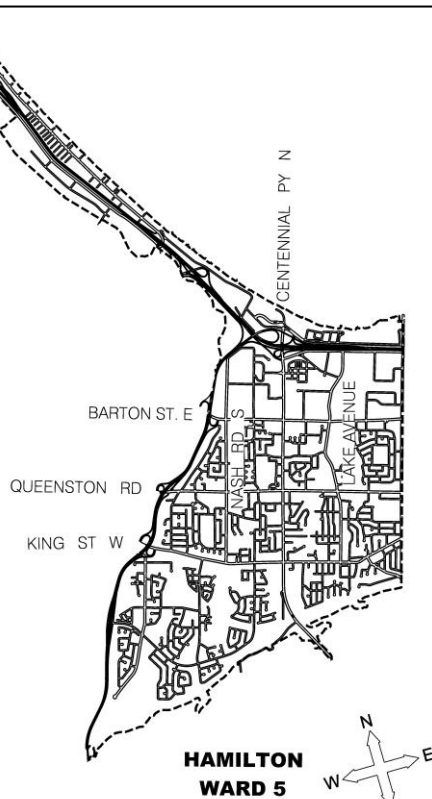 CENTENNIAL PY N
BARTON ST. E
NASH RD S
LAKE AVENUE
QUEENSTON RD
KING ST W
HAMILTON
WARD 5
N
E
W